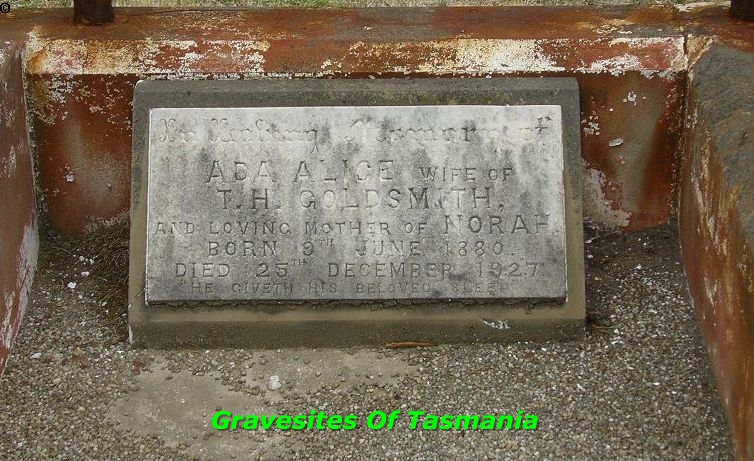 ©
In Loving Memory of
ADA ALICE WIFE OF
T.H. GOLDSMITH,
AND LOVING MOTHER OF NORAH.
BORN 9TH JUNE 1880
DIED 25TH DECEMBER 1927
"HE GIVETH HIS BELOVED SLEEP"
Gravesites Of Tasmania